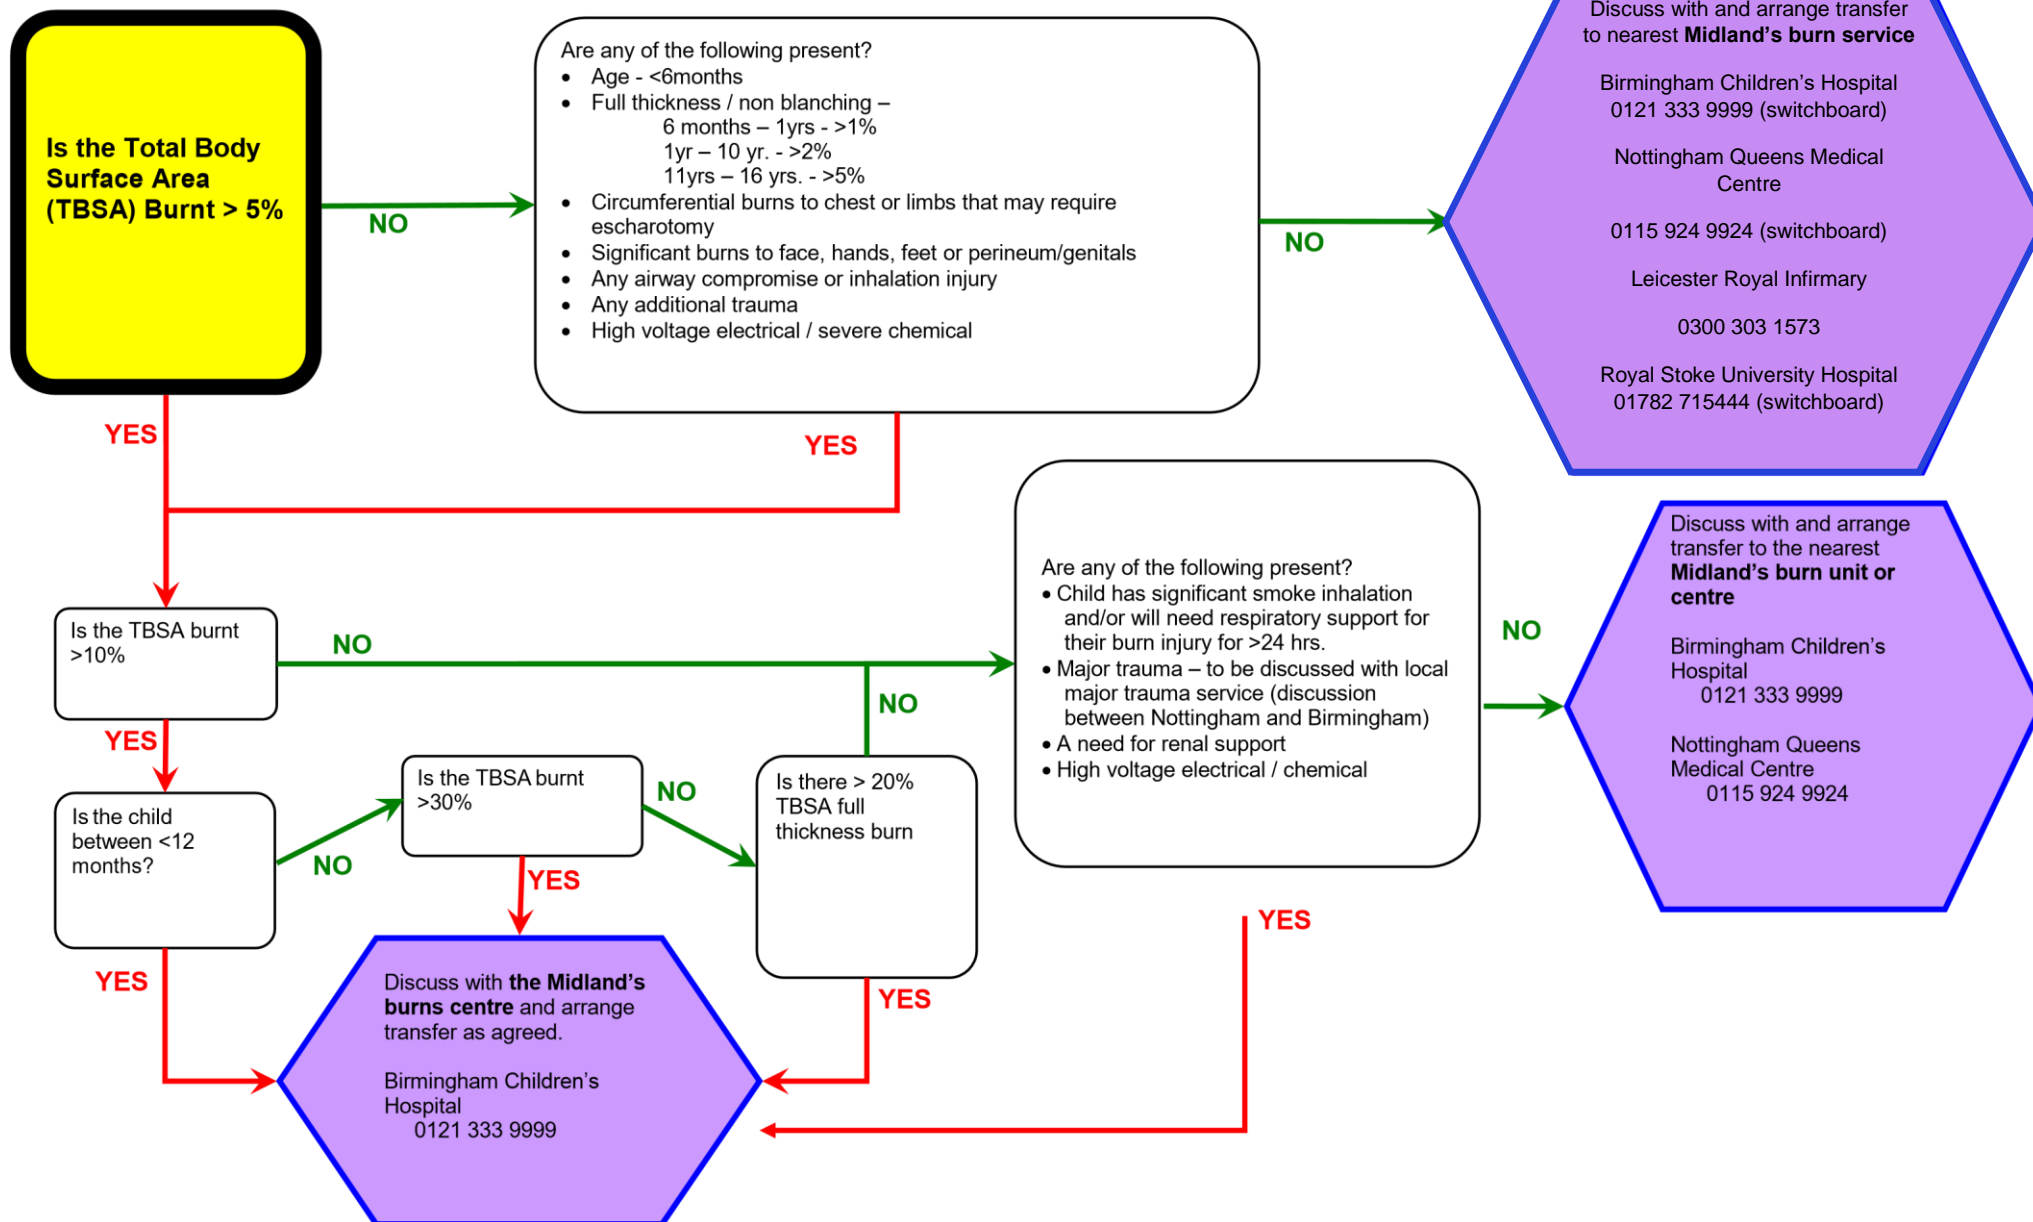 Is the Total Body
Surface Area
(TBSA) Burnt > 5%
NO
YES
Are any of the following present?
• Age - <6months
• Full thickness / non blanching –
6 months – 1yrs - >1%
1yr – 10 yr. - >2%
11yrs – 16 yrs. - >5%
• Circumferential burns to chest or limbs that may require
escharotomy
• Significant burns to face, hands, feet or perineum/genitals
• Any airway compromise or inhalation injury
• Any additional trauma
• High voltage electrical / severe chemical
NO
YES
Discuss with and arrange transfer
to nearest Midland’s burn service
Birmingham Children’s Hospital
0121 333 9999 (switchboard)
Nottingham Queens Medical
Centre
0115 924 9924 (switchboard)
Leicester Royal Infirmary
0300 303 1573
Royal Stoke University Hospital
01782 715444 (switchboard)
Is the TBSA burnt
>10%
NO
YES
Is the child
between <12
months?
NO
YES
Is the TBSA burnt
>30%
NO
YES
Is there > 20%
TBSA full
thickness burn
NO
YES
Are any of the following present?
• Child has significant smoke inhalation
and/or will need respiratory support for
their burn injury for >24 hrs.
• Major trauma – to be discussed with local
major trauma service (discussion
between Nottingham and Birmingham)
• A need for renal support
• High voltage electrical / chemical
NO
YES
Discuss with and arrange
transfer to the nearest
Midland’s burn unit or
centre
Birmingham Children’s
Hospital
0121 333 9999
Nottingham Queens
Medical Centre
0115 924 9924
Discuss with the Midland’s
burns centre and arrange
transfer as agreed.
Birmingham Children’s
Hospital
0121 333 9999